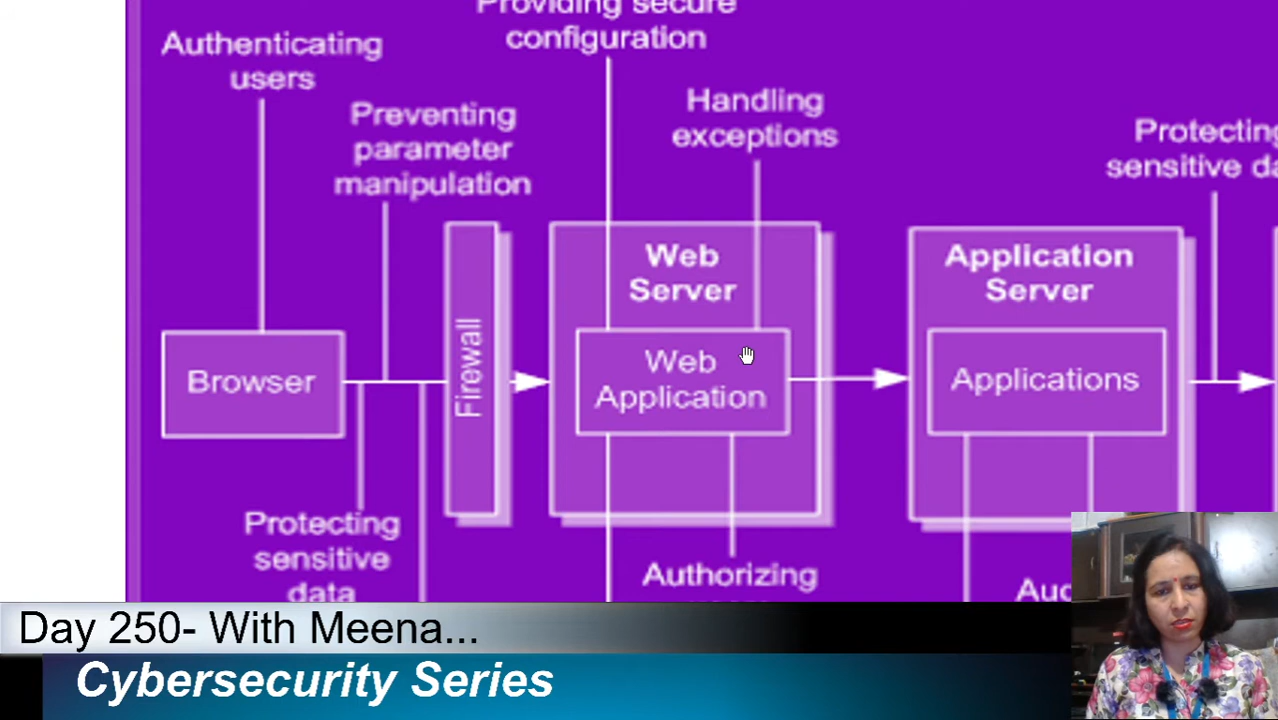 Providing secure
configuration
Authenticating
users
Preventing
parameter
manipulation
Handling
exceptions
Protecting
sensitive
Web
Server
Application
Server
Browser
Firewall
Web
Application
Applications
Protecting
sensitive
data
Authorizing
Day 250- With Meena...
Cybersecurity Series